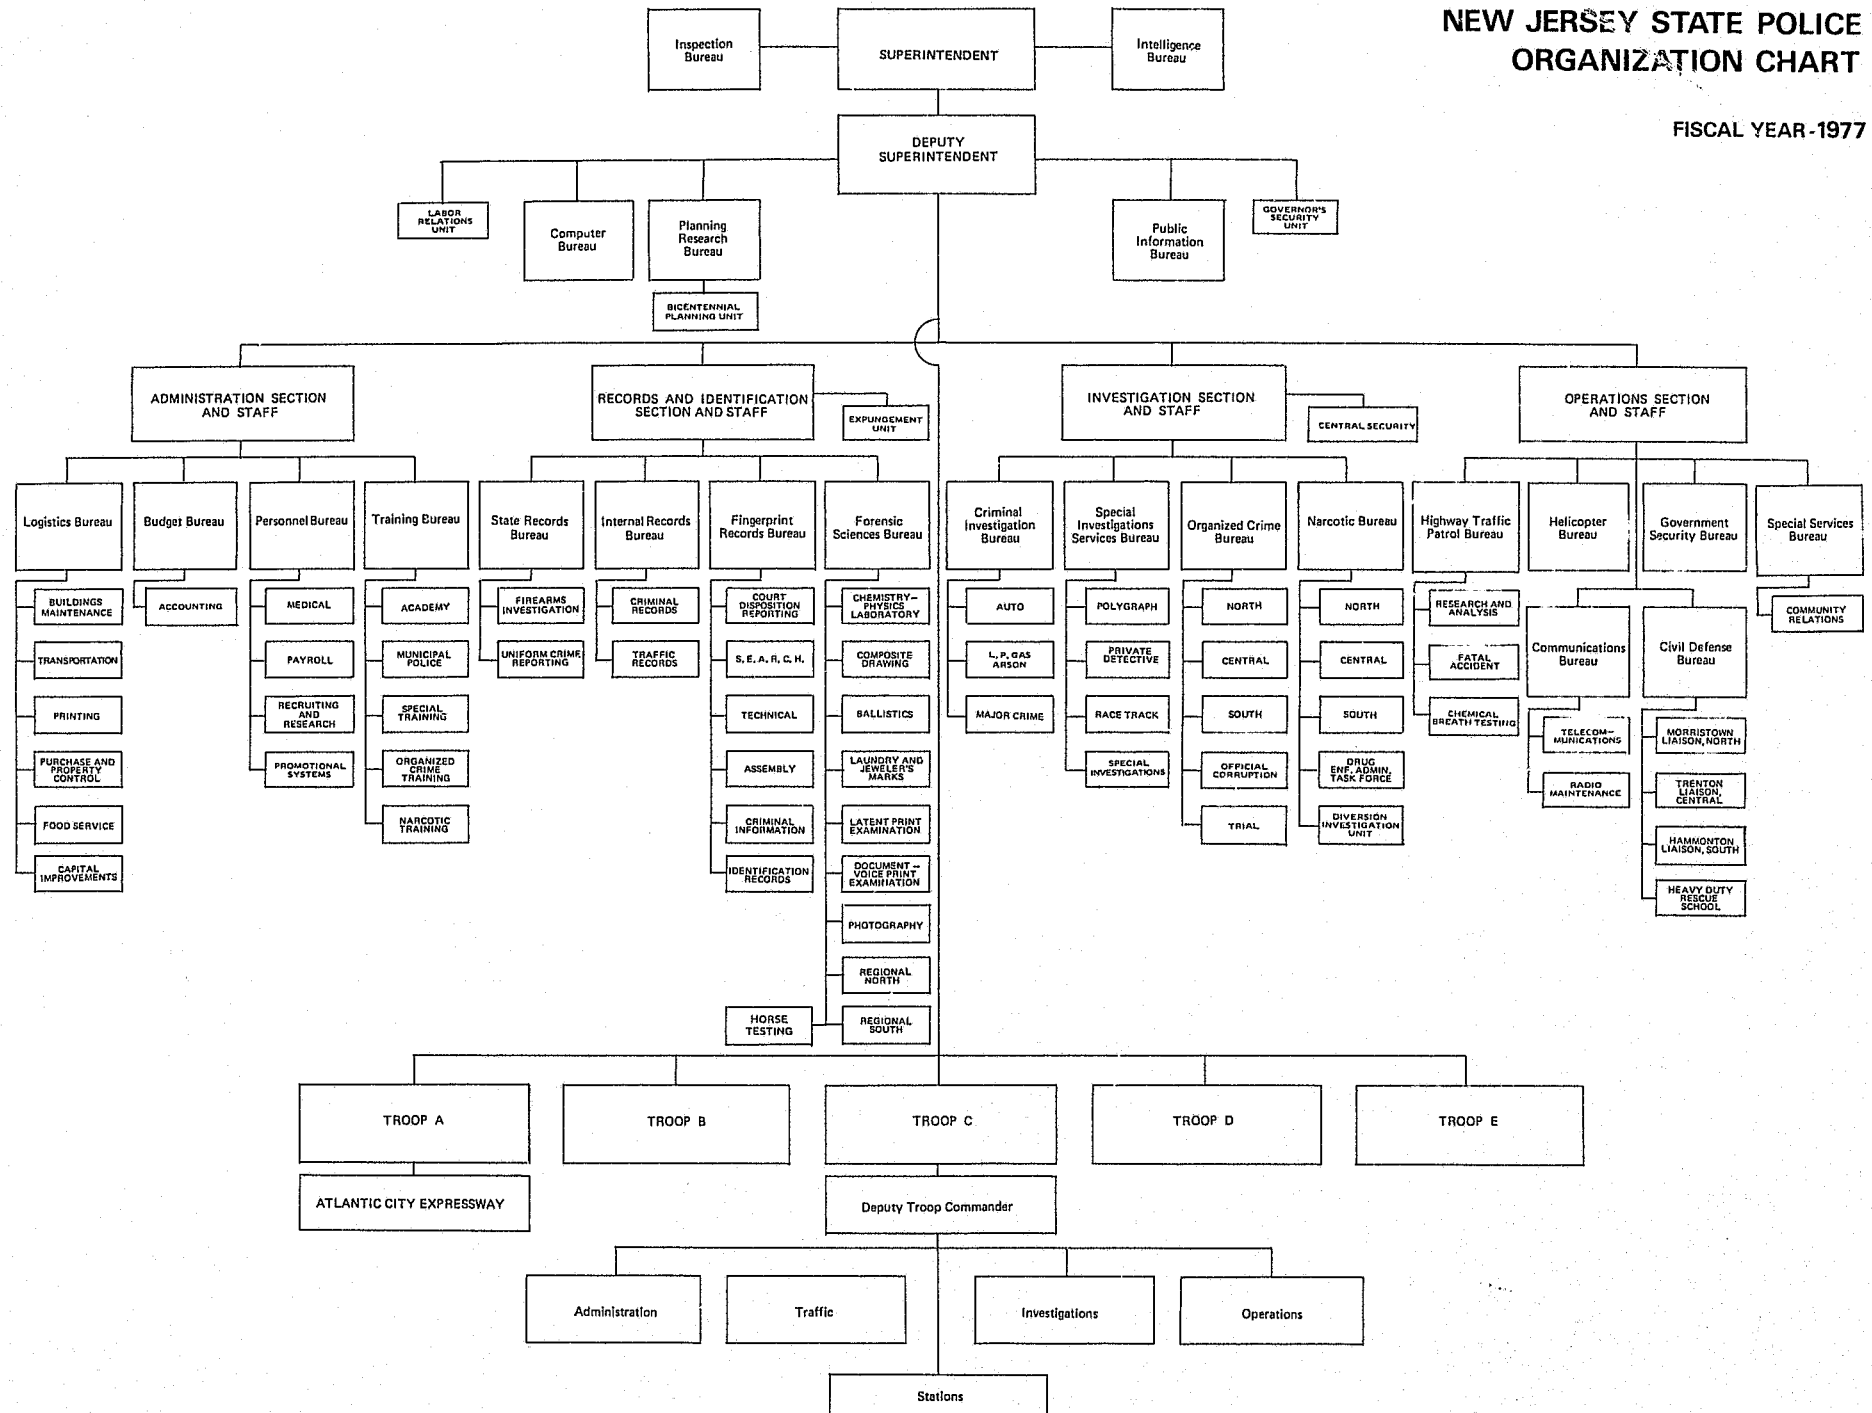 NEW JERSEY STATE POLICE
ORGANIZATION CHART
FISCAL YEAR-1977
Inspection
Bureau
SUPERINTENDENT
Intelligence
Bureau
DEPUTY
SUPERINTENDENT
LABOR
RELATIONS
UNIT
Computer
Bureau
Planning
Research
Bureau
BICENTENNIAL
PLANNING UNIT
Public
Information
Bureau
GOVERNOR'S
SECURITY
UNIT
ADMINISTRATION SECTION
AND STAFF
RECORDS AND IDENTIFICATION
SECTION AND STAFF
EXPUNGEMENT
UNIT
INVESTIGATION SECTION
AND STAFF
CENTRAL SECURITY
OPERATIONS SECTION
AND STAFF
Logistics Bureau
BUILDINGS
MAINTENANCE
TRANSPORTATION
PRINTING
PURCHASE AND
PROPERTY
CONTROL
FOOD SERVICE
CAPITAL
IMPROVEMENTS
Budget Bureau
ACCOUNTING
Personnel Bureau
MEDICAL
PAYROLL
RECRUITING
AND
RESEARCH
PROMOTIONAL
SYSTEMS
Training Bureau
ACADEMY
MUNICIPAL
POLICE
SPECIAL
TRAINING
ORGANIZED
CRIME
TRAINING
NARCOTIC
TRAINING
State Records
Bureau
FIREARMS
INVESTIGATION
UNIFORM CRIME
REPORTING
Internal Records
Bureau
CRIMINAL
RECORDS
TRAFFIC
RECORDS
Fingerprint
Records Bureau
COURT
DISPOSITION
REPORTING
S. E. A. R. C. H.
TECHNICAL
ASSEMBLY
CRIMINAL
INFORMATION
IDENTIFICATION
RECORDS
Forensic
Sciences Bureau
CHEMISTRY—
PHYSICS
LABORATORY
COMPOSITE
DRAWING
BALLISTICS
LAUNDRY AND
JEWELER'S
MARKS
LATENT PRINT
EXAMINATION
DOCUMENT —
VOICE PRINT
EXAMINATION
PHOTOGRAPHY
REGIONAL
NORTH
HORSE
TESTING
REGIONAL
SOUTH
Criminal
Investigation
Bureau
AUTO
L. P. GAS
ARSON
MAJOR CRIME
Special
Investigations
Services Bureau
POLYGRAPH
PRIVATE
DETECTIVE
RACE TRACK
SPECIAL
INVESTIGATIONS
Organized Crime
Bureau
NORTH
CENTRAL
SOUTH
OFFICIAL
CORRUPTION
TRIAL
Narcotic Bureau
NORTH
CENTRAL
SOUTH
DRUG
ENF. ADMIN.
TASK FORCE
DIVERSION
INVESTIGATION
UNIT
Highway Traffic
Patrol Bureau
RESEARCH AND
ANALYSIS
FATAL
ACCIDENT
CHEMICAL
BREATH TESTING
Helicopter
Bureau
Government
Security Bureau
Special Services
Bureau
COMMUNITY
RELATIONS
Communications
Bureau
TELECOM—
MUNICATIONS
RADIO
MAINTENANCE
Civil Defense
Bureau
MORRISTOWN
LIAISON, NORTH
TRENTON
LIAISON,
CENTRAL
HAMMONTON
LIAISON, SOUTH
HEAVY DUTY
RESCUE
SCHOOL
TROOP A
TROOP B
TROOP C
TROOP D
TROOP E
ATLANTIC CITY EXPRESSWAY
Deputy Troop Commander
Administration
Traffic
Investigations
Operations
Stations